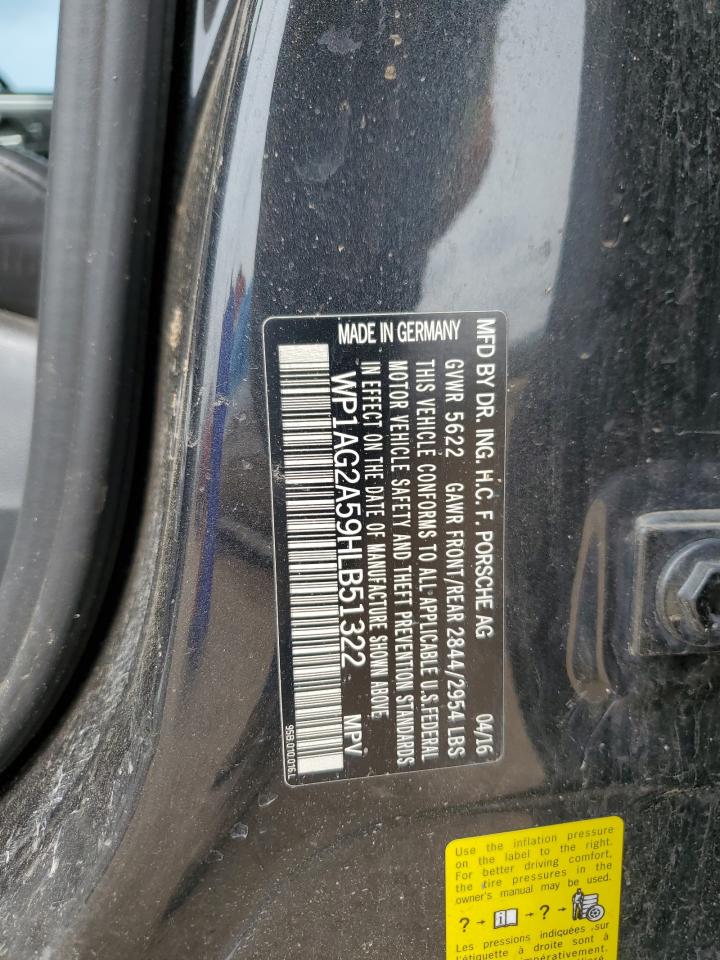 MFD BY DR. ING. H.C. F. PORSCHE AG 04/16
GVWR 5622 GAWR FRONT/REAR 2844/2954 LBS
THIS VEHICLE CONFORMS TO ALL APPLICABLE U.S.FEDERAL
MOTOR VEHICLE SAFETY AND THEFT PREVENTION STANDARDS
IN EFFECT ON THE DATE OF MANUFACTURE SHOWN ABOVE.
WP1AG2A59HLB51322 MPV
MADE IN GERMANY
95B.010.016.
Use the inflation pressure
on the label to the right.
For better driving comfort,
the tire pressures in the
owner's manual may be used.
? → i → ? →
Les pressions indiquées sur
l'étiquette à droite sont à